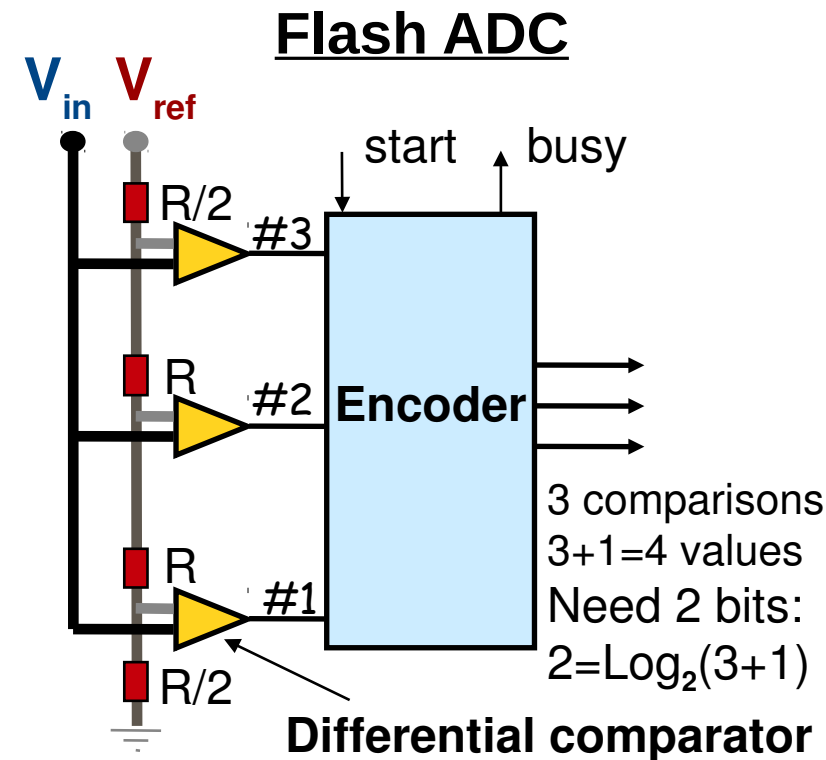 Flash ADC
Vin Vref
start busy
R/2
#3
R
#2
Encoder
3 comparisons
3+1=4 values
R
#1
Need 2 bits:
2=Log₂(3+1)
R/2
Differential comparator